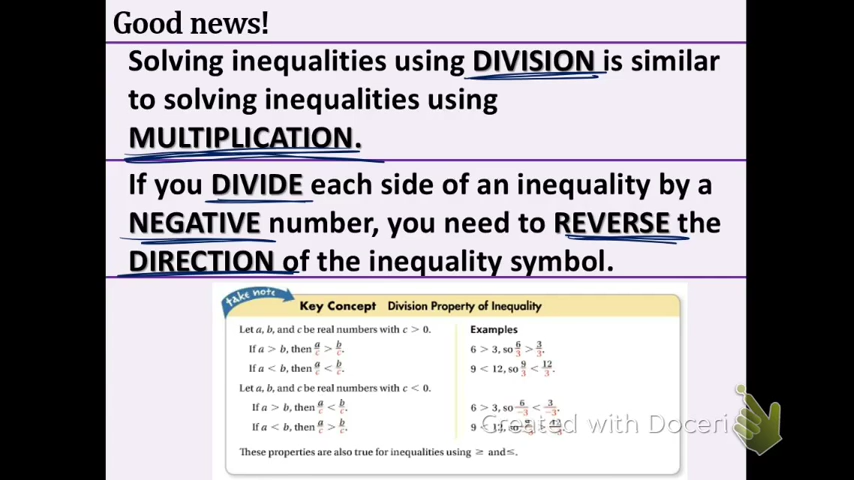 Good news!
Solving inequalities using DIVISION is similar
to solving inequalities using
MULTIPLICATION.
If you DIVIDE each side of an inequality by a
NEGATIVE number, you need to REVERSE the
DIRECTION of the inequality symbol.
take note
Key Concept Division Property of Inequality
Let a, b, and c be real numbers with c > 0.
If a > b, then a/c > b/c.
If a < b, then a/c < b/c.
Let a, b, and c be real numbers with c < 0.
If a > b, then a/c < b/c.
If a < b, then a/c > b/c.
Examples
6 > 3, so 6/3 > 3/3.
9 < 12, so 9/3 < 12/3.
6 > 3, so 6/-3 < 3/-3.
9 < 12, so
These properties are also true for inequalities using ≥ and ≤.
Created with Doceri